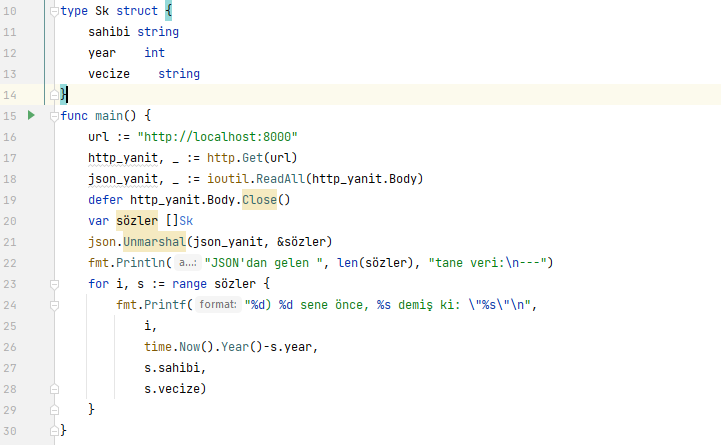 10 type Sk struct {
11 sahibi string
12 year int
13 vecize string
14 }
15 func main() {
16 url := "http://localhost:8000"
17 http_yanit, _ := http.Get(url)
18 json_yanit, _ := ioutil.ReadAll(http_yanit.Body)
19 defer http_yanit.Body.Close()
20 var sözler []Sk
21 json.Unmarshal(json_yanit, &sözler)
22 fmt.Println( a...: "JSON'dan gelen ", len(sözler), "tane veri:\n---")
23 for i, s := range sözler {
24 fmt.Printf( format: "%d) %d sene önce, %s demiş ki: \"%s\"\n",
25 i,
26 time.Now().Year()-s.year,
27 s.sahibi,
28 s.vecize)
29 }
30 }